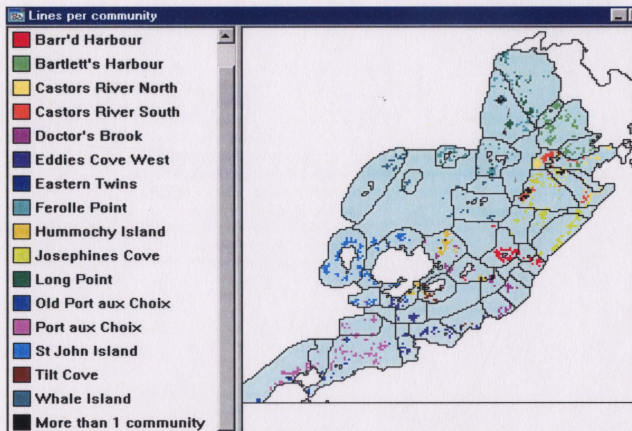 Lines per community
Barr'd Harbour
Bartlett's Harbour
Castors River North
Castors River South
Doctor's Brook
Eddies Cove West
Eastern Twins
Ferolle Point
Hummochy Island
Josephines Cove
Long Point
Old Port aux Choix
Port aux Choix
St John Island
Tilt Cove
Whale Island
More than 1 community